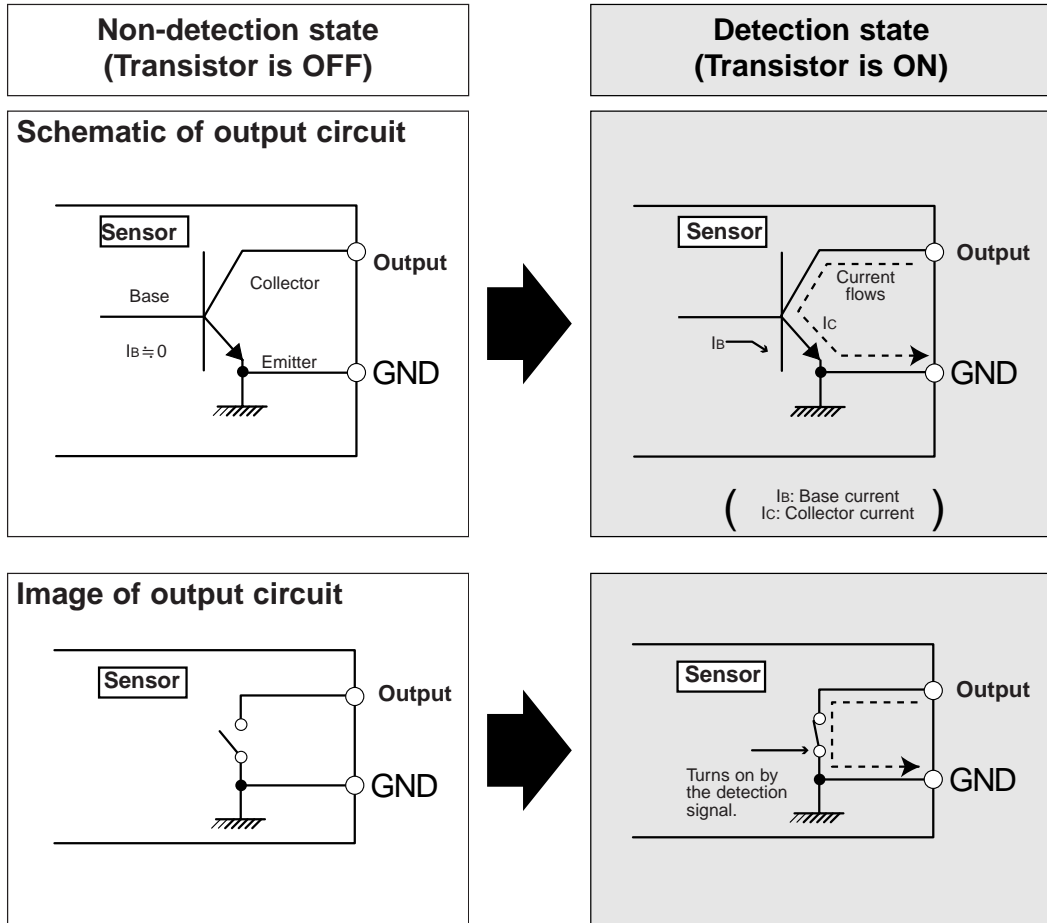 Non-detection state
(Transistor is OFF)
Detection state
(Transistor is ON)
Schematic of output circuit
Sensor
Output
Collector
Base
IB≒0
Emitter
GND
Sensor
Output
Current
flows
IC
IB
GND
( IB: Base current
IC: Collector current )
Image of output circuit
Sensor
Output
GND
Sensor
Output
Turns on by
the detection
signal.
GND